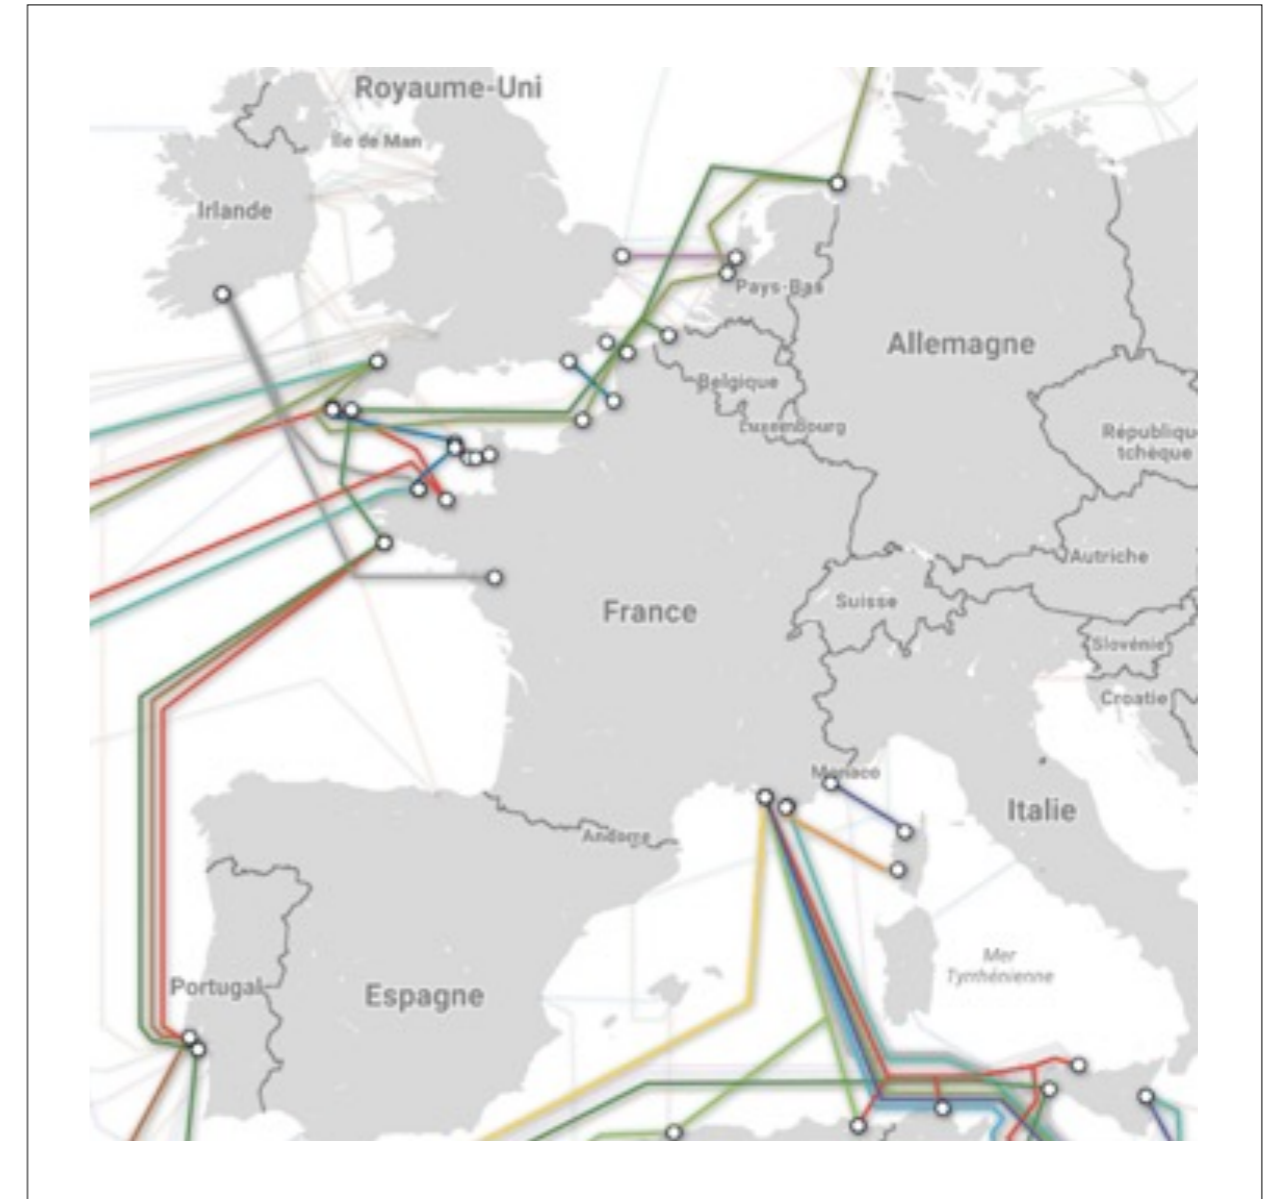 Royaume-Uni
Île de Man
Irlande
Pays-Bas
Allemagne
Belgique
Luxembourg
République
tchèque
Autriche
Suisse
France
Slovénie
Croatie
Monaco
Italie
Andorre
Mer
Tyrrhénienne
Portugal
Espagne